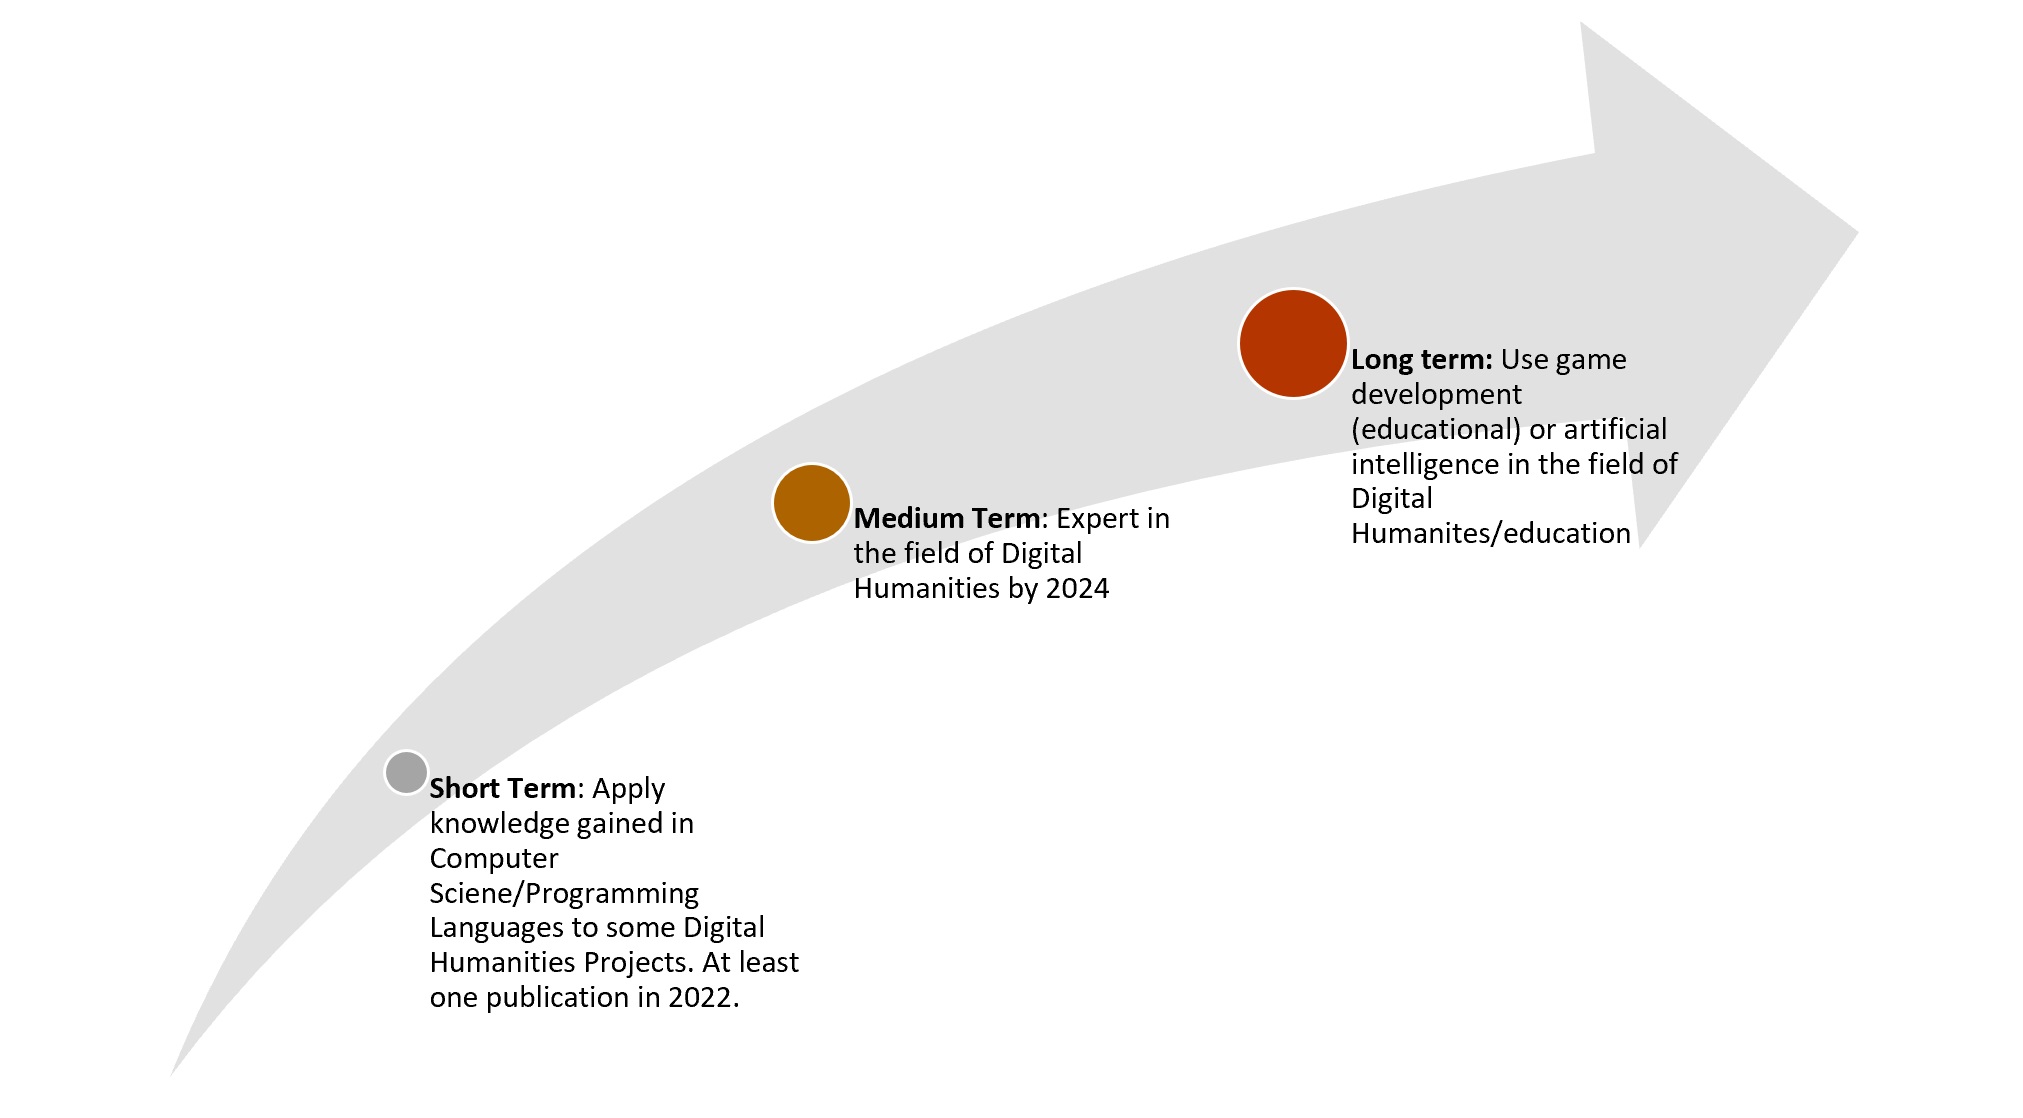 Short Term: Apply
knowledge gained in
Computer
Sciene/Programming
Languages to some Digital
Humanities Projects. At least
one publication in 2022.
Medium Term: Expert in
the field of Digital
Humanities by 2024
Long term: Use game
development
(educational) or artificial
intelligence in the field of
Digital
Humanites/education